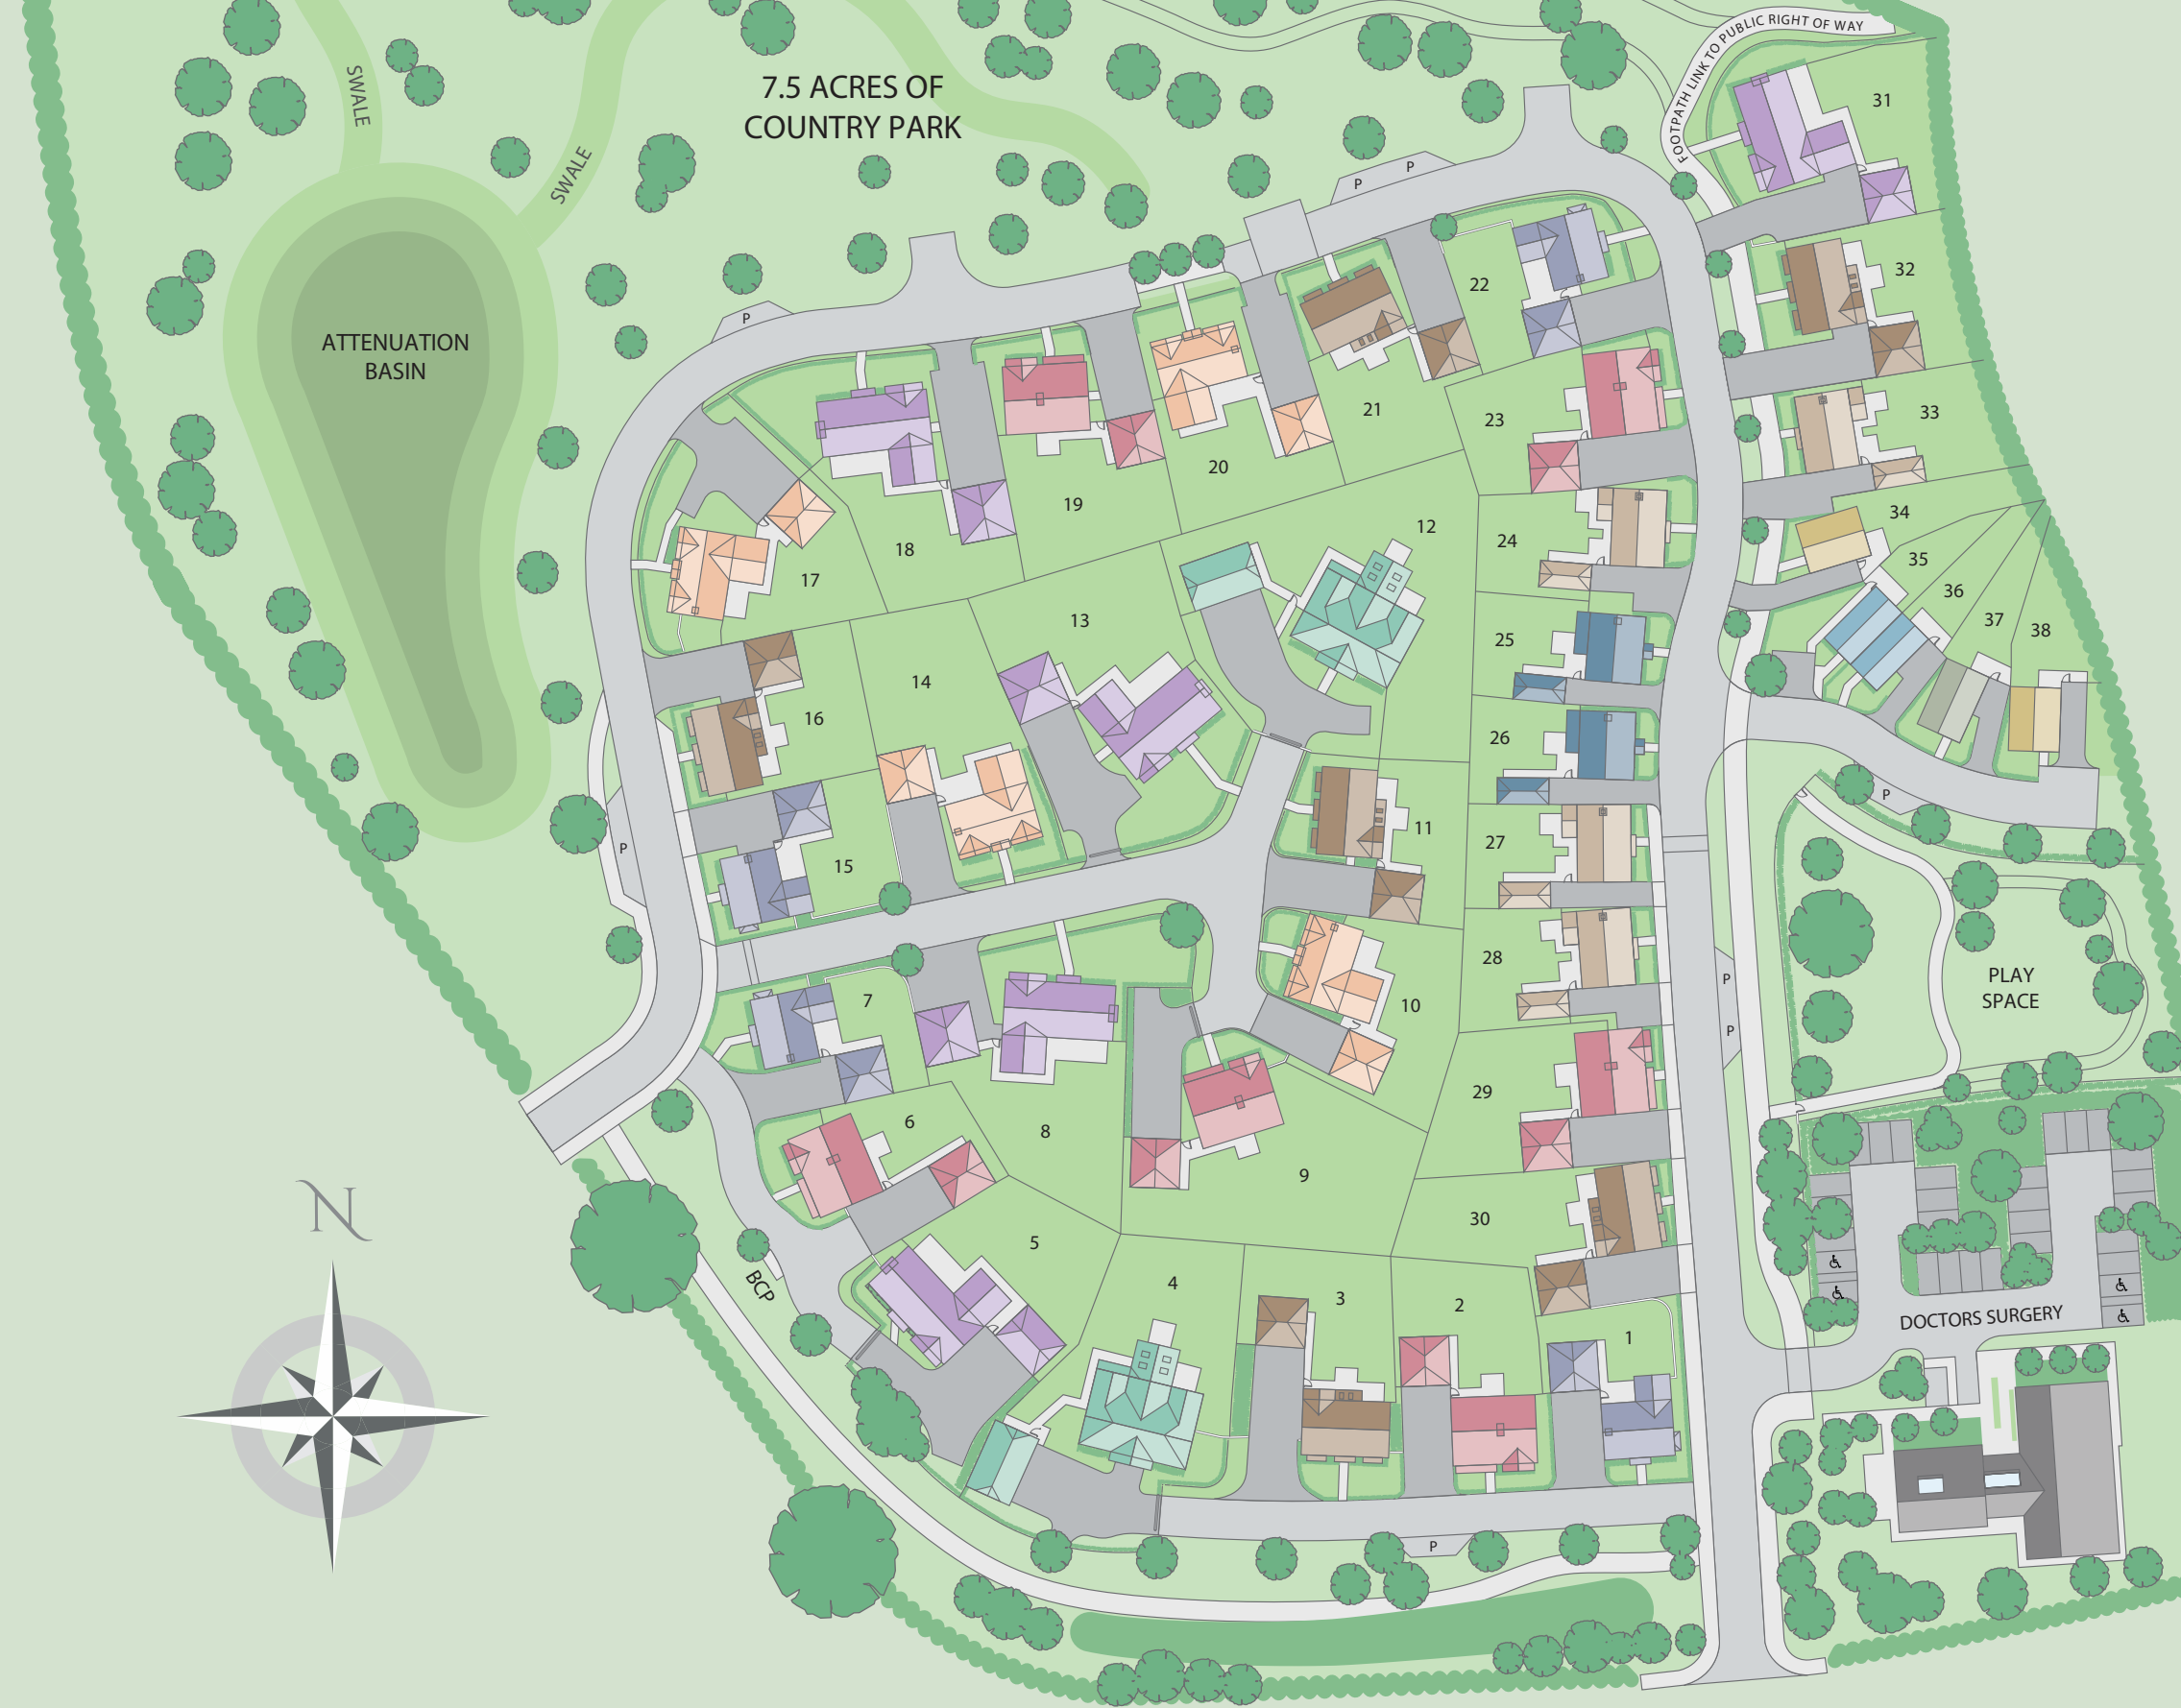 FOOTPATH LINK TO PUBLIC RIGHT OF WAY
SWALE
7.5 ACRES OF
COUNTRY PARK
SWALE
31
P
P
32
22
P
ATTENUATION
BASIN
21
23
33
20
19
12
34
18
24
35
17
36
13
37
38
25
14
16
26
P
11
27
P
15
28
PLAY
SPACE
P
7
10
P
29
6
8
9
30
N
5
BCP
4
3
2
1
DOCTORS SURGERY
P